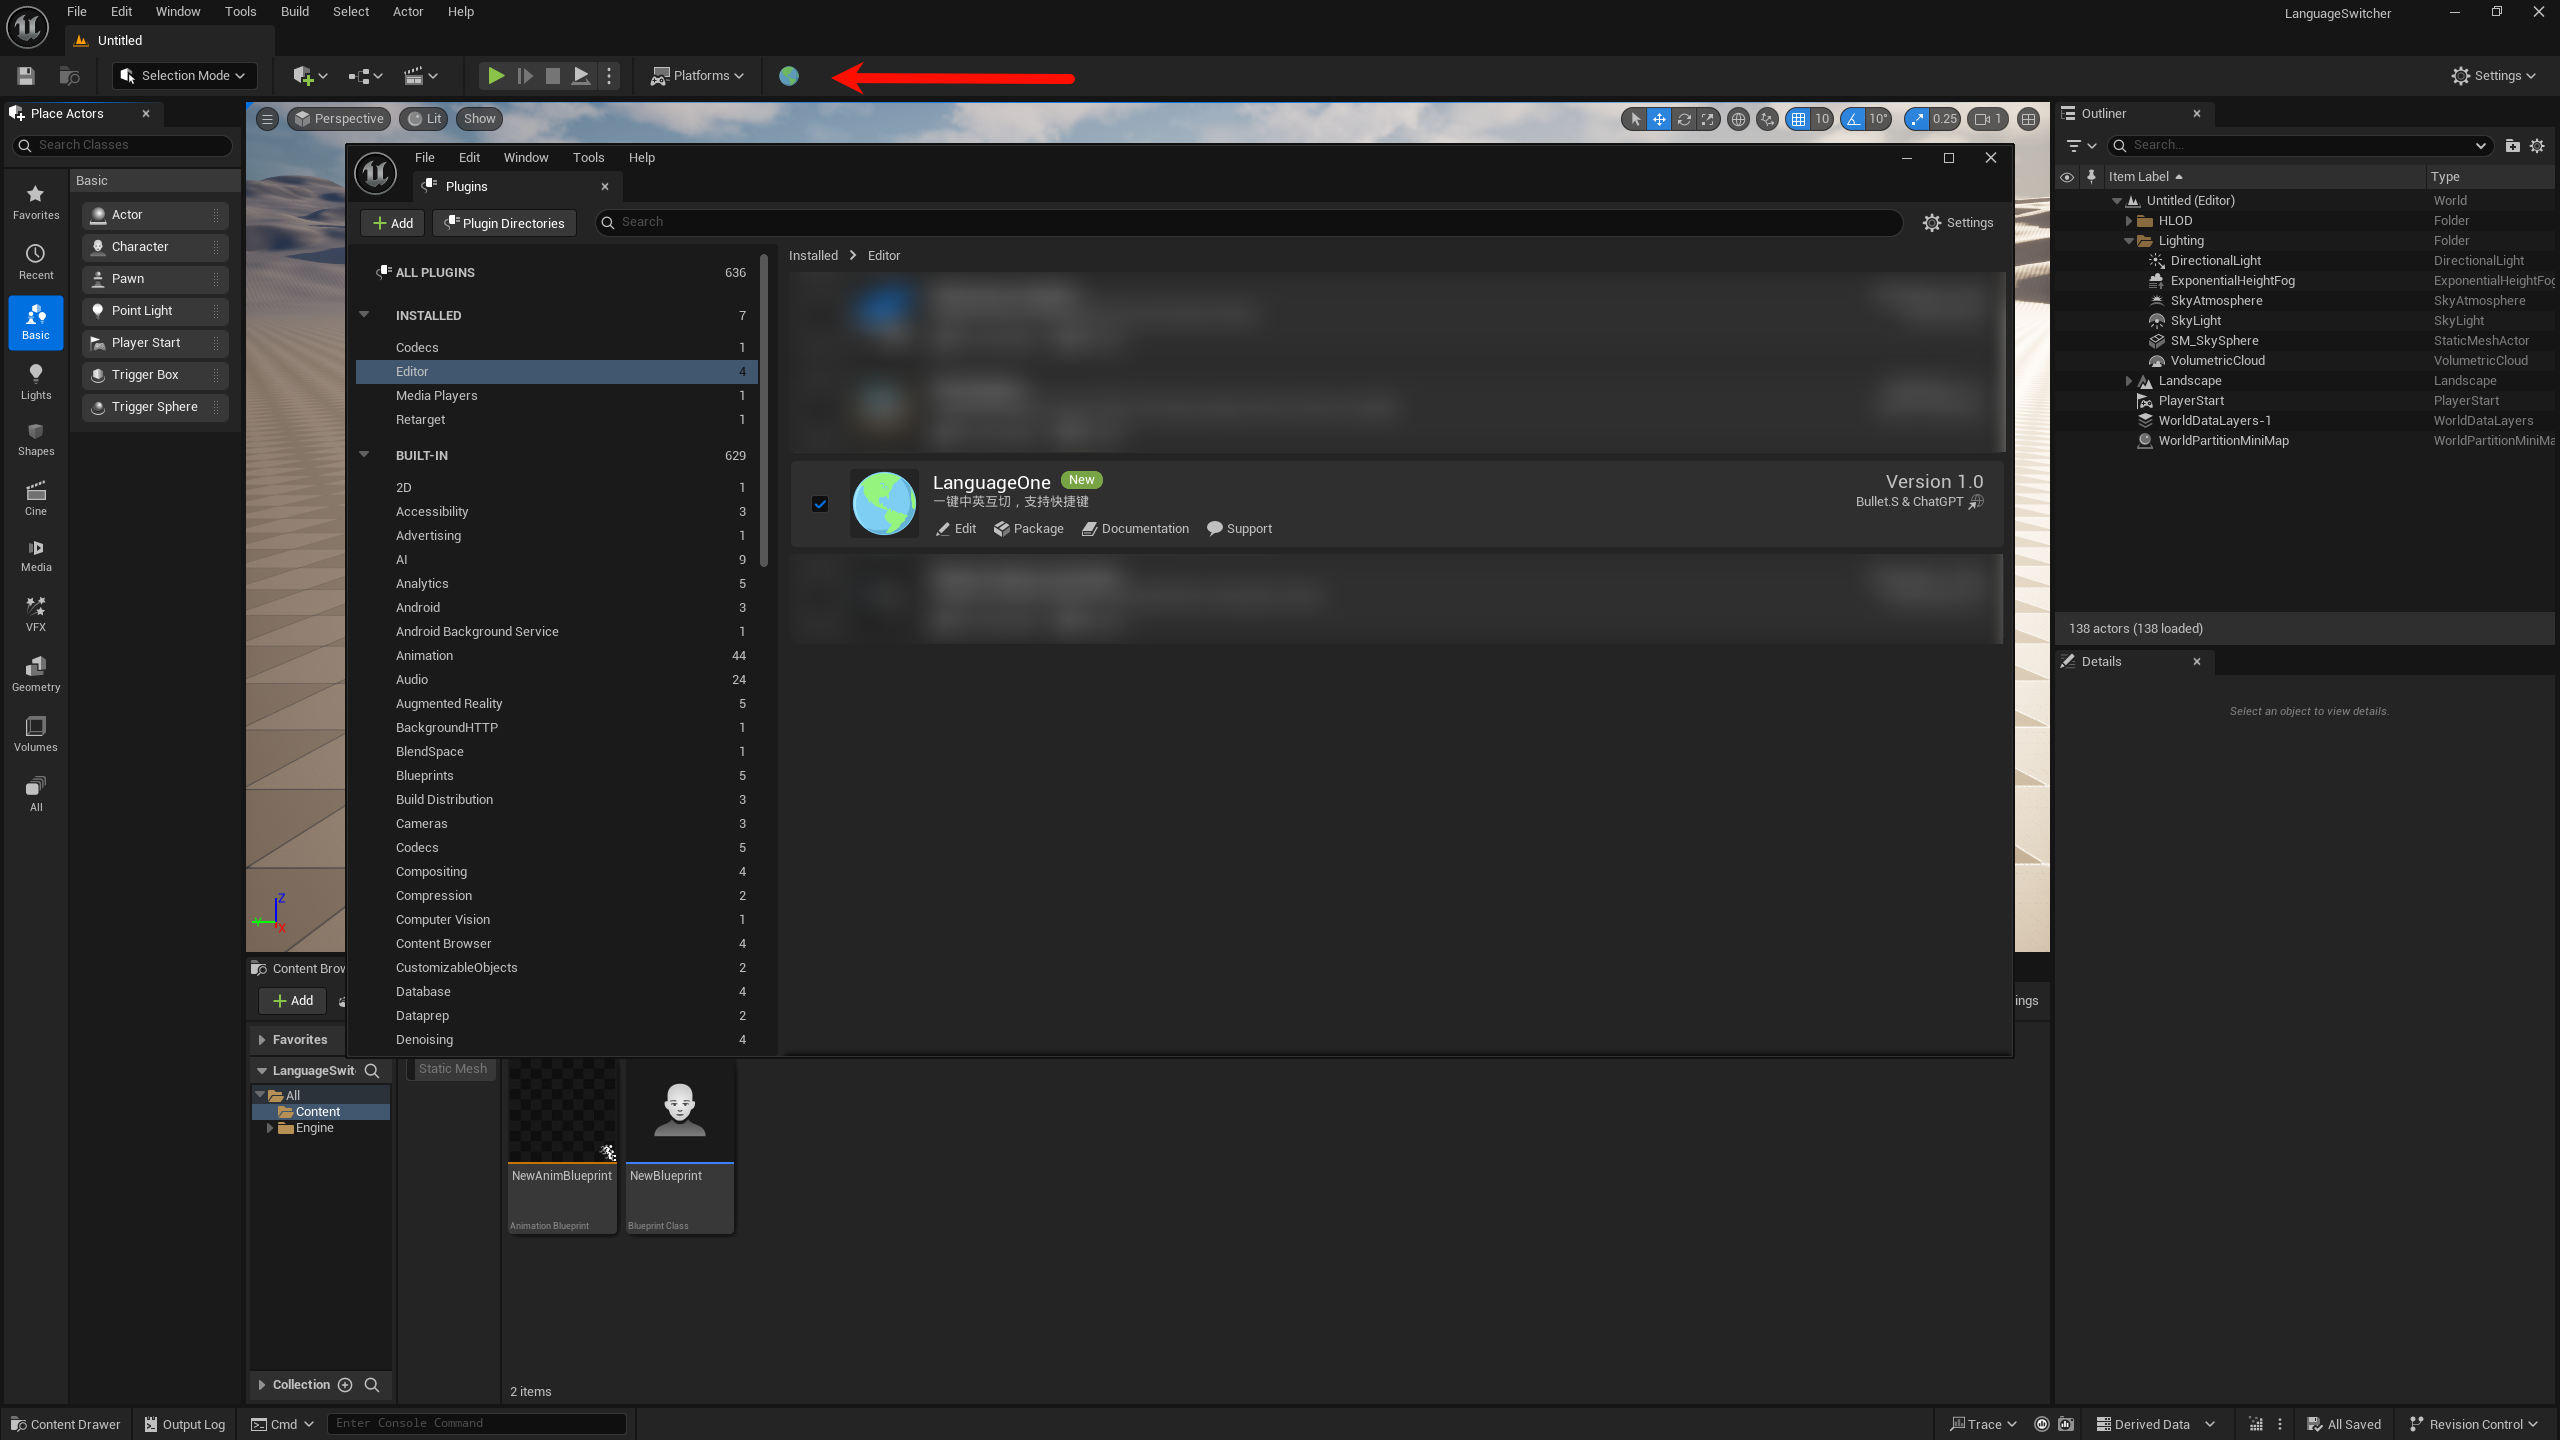 File Edit Window Tools Build Select Actor Help
LanguageSwitcher
Untitled
Selection Mode
Platforms
Settings
Place Actors
Search Classes
Favorites
Recent
Basic
Lights
Shapes
Cine
Media
VFX
Geometry
Volumes
All
Basic
Actor
Character
Pawn
Point Light
Player Start
Trigger Box
Trigger Sphere
Perspective Lit Show
10 10° 0.25 1
File Edit Window Tools Help
Plugins
Add Plugin Directories Search Settings
ALL PLUGINS 636
INSTALLED 7
Codecs 1
Editor 4
Media Players 1
Retarget 1
BUILT-IN 629
2D 1
Accessibility 3
Advertising 1
AI 9
Analytics 5
Android 3
Android Background Service 1
Animation 44
Audio 24
Augmented Reality 5
BackgroundHTTP 1
BlendSpace 1
Blueprints 5
Build Distribution 3
Cameras 3
Codecs 5
Compositing 4
Compression 2
Computer Vision 1
Content Browser 4
CustomizableObjects 2
Database 4
Dataprep 2
Denoising 4
Installed > Editor
LanguageOne New
一键中英互切，支持快捷键
Edit Package Documentation Support
Version 1.0
Bullet.S & ChatGPT
Z
Y
X
Outliner
Search...
Item Label Type
Untitled (Editor) World
HLOD Folder
Lighting Folder
DirectionalLight DirectionalLight
ExponentialHeightFog ExponentialHeightFog
SkyAtmosphere SkyAtmosphere
SkyLight SkyLight
SM_SkySphere StaticMeshActor
VolumetricCloud VolumetricCloud
Landscape Landscape
PlayerStart PlayerStart
WorldDataLayers-1 WorldDataLayers
WorldPartitionMiniMap WorldPartitionMiniMa
138 actors (138 loaded)
Details
Select an object to view details.
Content Brow
Add
ings
Favorites
LanguageSwit
All
Content
Engine
Collection
Static Mesh
NewAnimBlueprint
Animation Blueprint
NewBlueprint
Blueprint Class
2 items
Content Drawer Output Log Cmd Enter Console Command
Trace Derived Data All Saved Revision Control